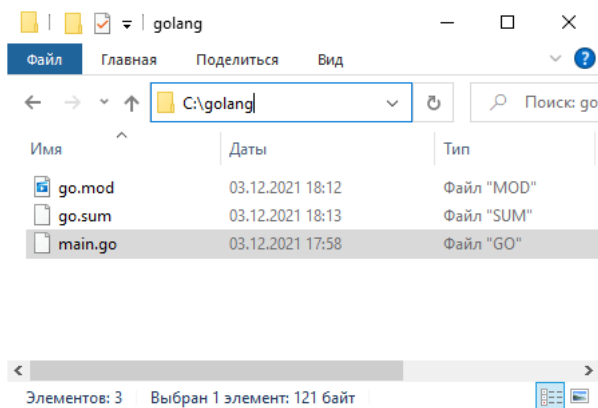 golang
Файл Главная Поделиться Вид
C:\golang Поиск: go
Имя Даты Тип
go.mod 03.12.2021 18:12 Файл "MOD"
go.sum 03.12.2021 18:13 Файл "SUM"
main.go 03.12.2021 17:58 Файл "GO"
Элементов: 3 Выбран 1 элемент: 121 байт